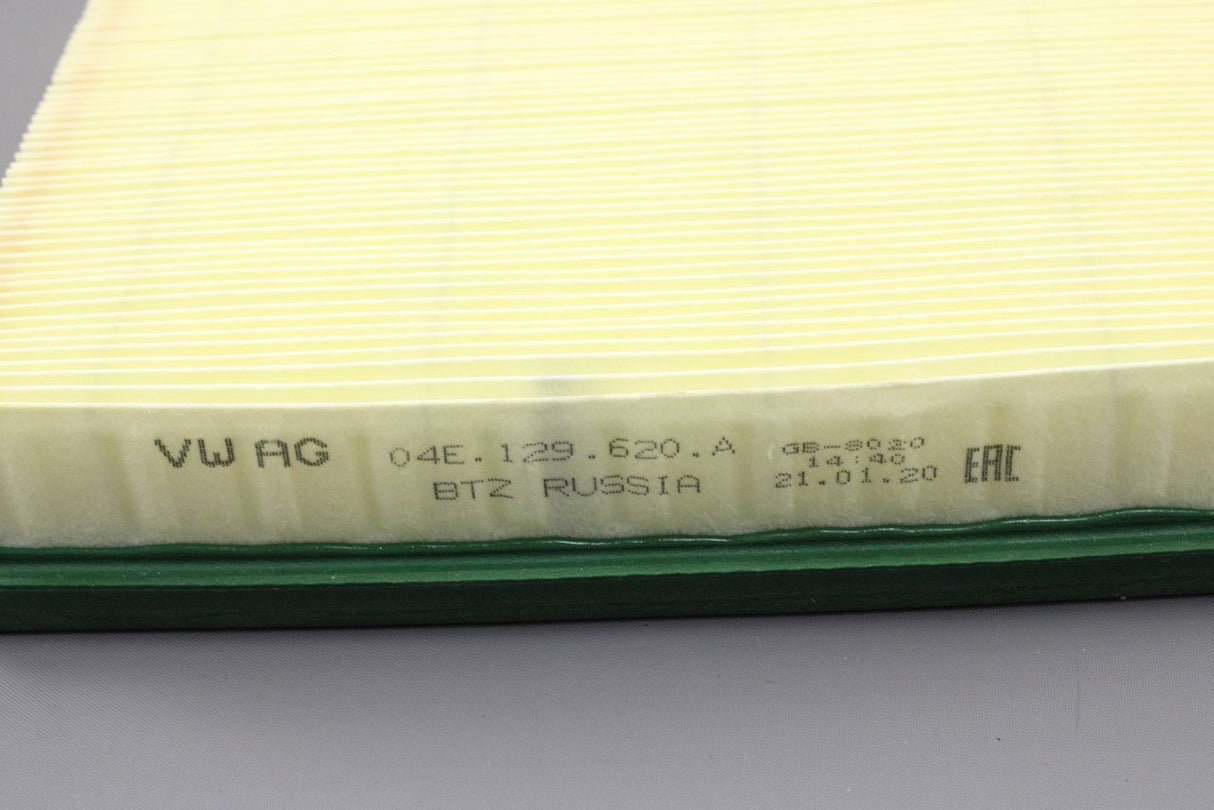 VW AG 04E.129.620.A GB-8020
14:40
BTZ RUSSIA 21.01.20 EAC